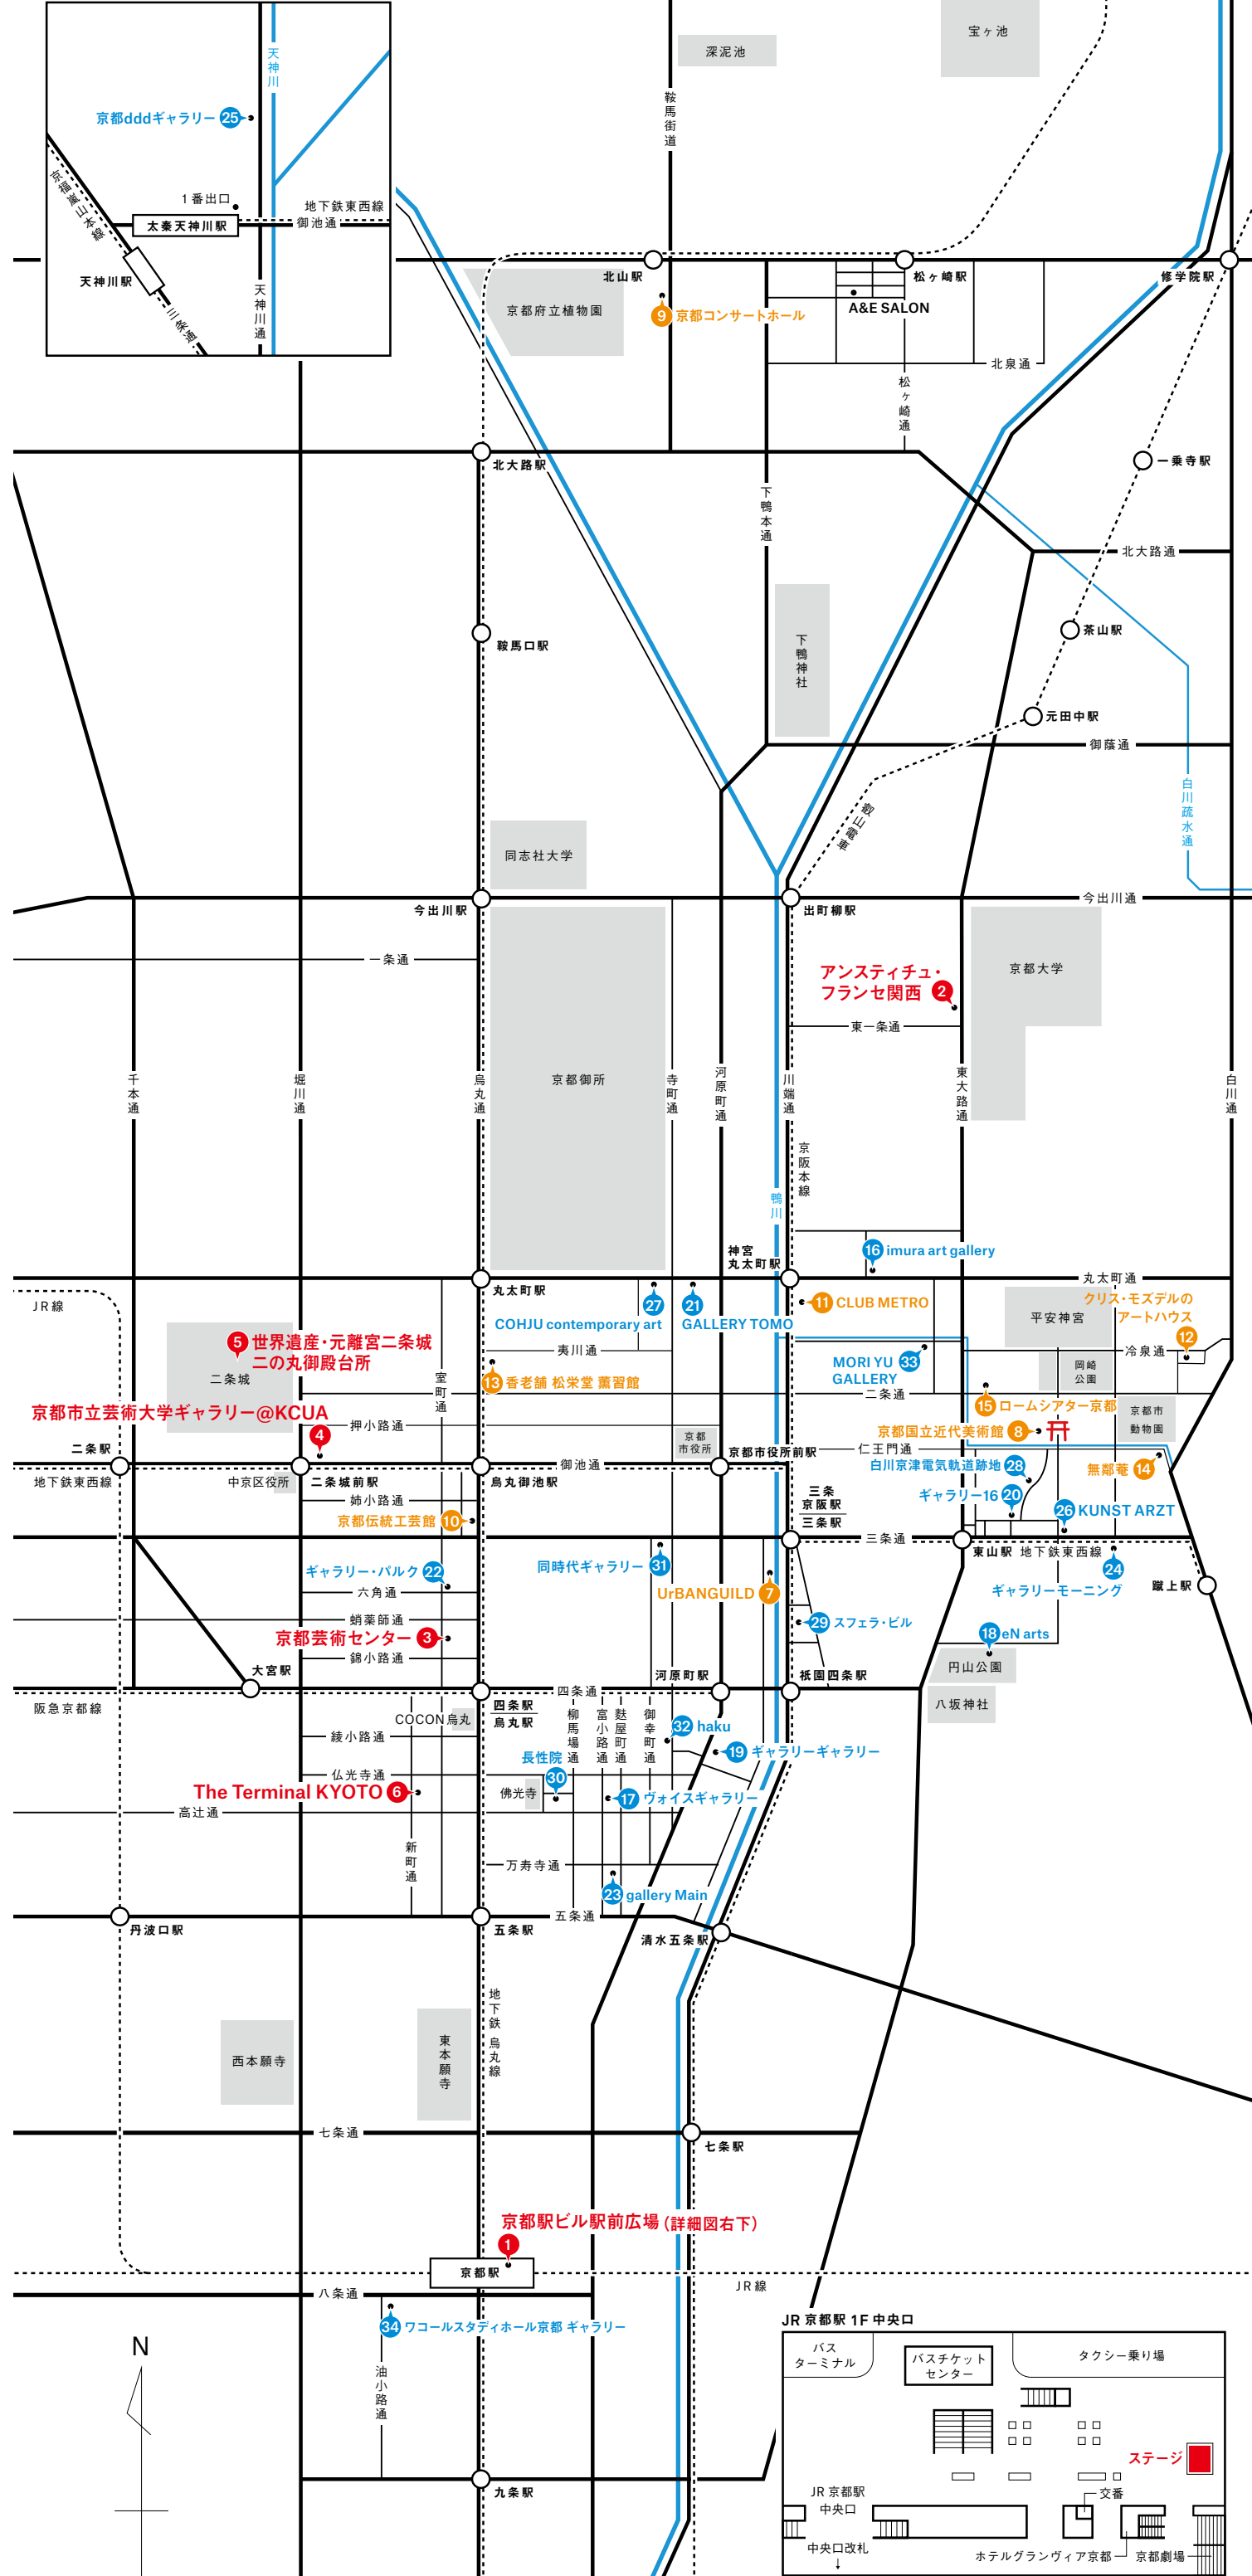 天神川
京都dddギャラリー 25
京福嵐山本線
1番出口
地下鉄東西線
太秦天神川駅
御池通
天神川駅
天神川通
三条通
深泥池
宝ヶ池
鞍馬街道
北山駅
松ヶ崎駅
修学院駅
京都府立植物園
9 京都コンサートホール
A&E SALON
北泉通
松ヶ崎通
北大路駅
一乗寺駅
下鴨本通
北大路通
鞍馬口駅
下鴨神社
茶山駅
元田中駅
御蔭通
白川疏水通
叡山電車
同志社大学
今出川駅
出町柳駅
今出川通
一条通
アンスティチュ・
フランセ関西 2
京都大学
東一条通
千本通
堀川通
烏丸通
京都御所
寺町通
河原町通
川端通
東大路通
白川通
京阪本線
鴨川
神宮
丸太町駅
16 imura art gallery
丸太町駅
丸太町通
JR線
27
COHJU contemporary art
21
GALLERY TOMO
11 CLUB METRO
平安神宮
クリス・モズデルの
アートハウス
12
5 世界遺産・元離宮二条城
二の丸御殿台所
二条城
夷川通
室町通
13 香老舗 松栄堂 薫習館
MORI YU 33
GALLERY
冷泉通
岡崎
公園
二条通
15 ロームシアター京都
京都市
動物園
京都市立芸術大学ギャラリー@KCUA
4
押小路通
京都
市役所
京都市役所前駅
京都国立近代美術館 8
仁王門通
二条駅
地下鉄東西線
中京区役所
二条城前駅
烏丸御池駅
御池通
白川京津電気軌道跡地 28
無鄰菴 14
姉小路通
京都伝統工芸館 10
三条
京阪駅
三条駅
ギャラリー16 20
26 KUNST ARZT
三条通
東山駅
地下鉄東西線
24
ギャラリーモーニング
蹴上駅
ギャラリー・パルク 22
同時代ギャラリー 31
六角通
UrBANGUILD 7
蛸薬師通
京都芸術センター 3
29 スフェラ・ビル
18 eN arts
錦小路通
円山公園
大宮駅
河原町駅
祇園四条駅
四条通
阪急京都線
四条駅
烏丸駅
八坂神社
COCON烏丸
柳馬場通
富小路通
麩屋町通
御幸町通
32 haku
綾小路通
長性院
30
19 ギャラリーギャラリー
仏光寺通
The Terminal KYOTO 6
佛光寺
17 ヴォイスギャラリー
高辻通
新町通
万寿寺通
23 gallery Main
五条通
丹波口駅
五条駅
清水五条駅
地下鉄 烏丸線
西本願寺
東本願寺
七条通
七条駅
京都駅ビル駅前広場(詳細図右下)
1
京都駅
八条通
JR線
34 ワコールスタディホール京都 ギャラリー
油小路通
九条駅
N
JR 京都駅 1F 中央口
バス
ターミナル
バスチケット
センター
タクシー乗り場
ステージ
JR 京都駅
中央口
交番
中央口改札
↓
ホテルグランヴィア京都
京都劇場